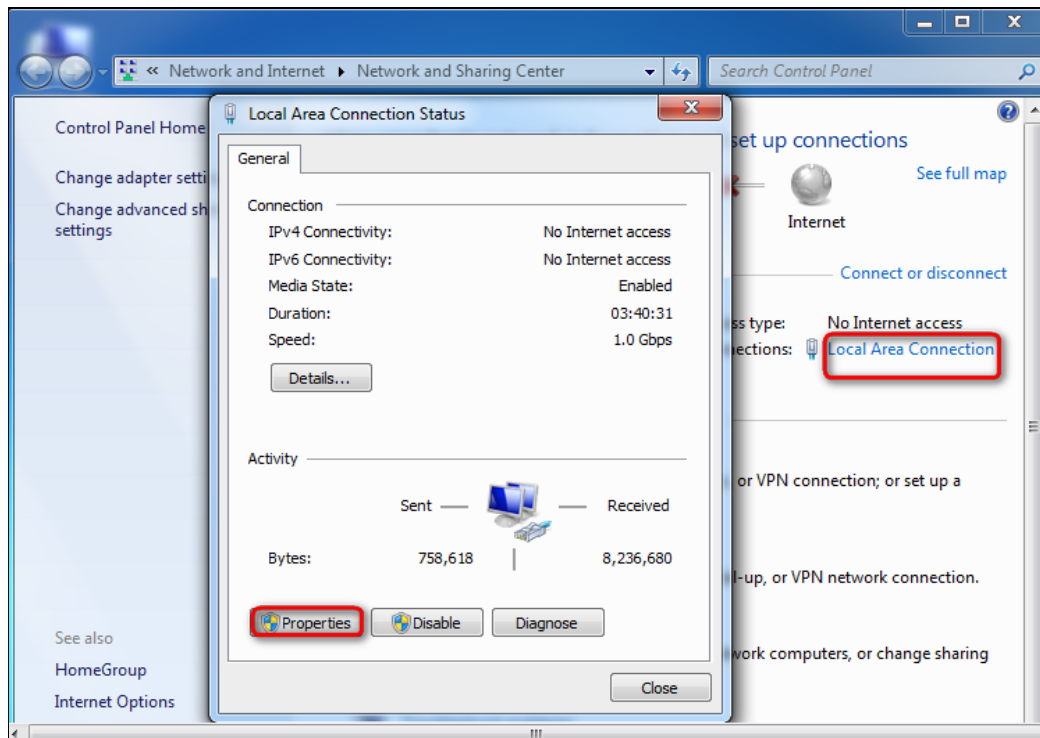 « Network and Internet ▸ Network and Sharing Center
Search Control Panel
Control Panel Home
Change adapter setti
Change advanced sh
settings
Local Area Connection Status
General
Connection
IPv4 Connectivity: No Internet access
IPv6 Connectivity: No Internet access
Media State: Enabled
Duration: 03:40:31
Speed: 1.0 Gbps
Details...
Activity
Sent Received
Bytes: 758,618 8,236,680
Properties Disable Diagnose
Close
set up connections
See full map
Internet
Connect or disconnect
ss type: No Internet access
nections: Local Area Connection
or VPN connection; or set up a
l-up, or VPN network connection.
work computers, or change sharing
See also
HomeGroup
Internet Options